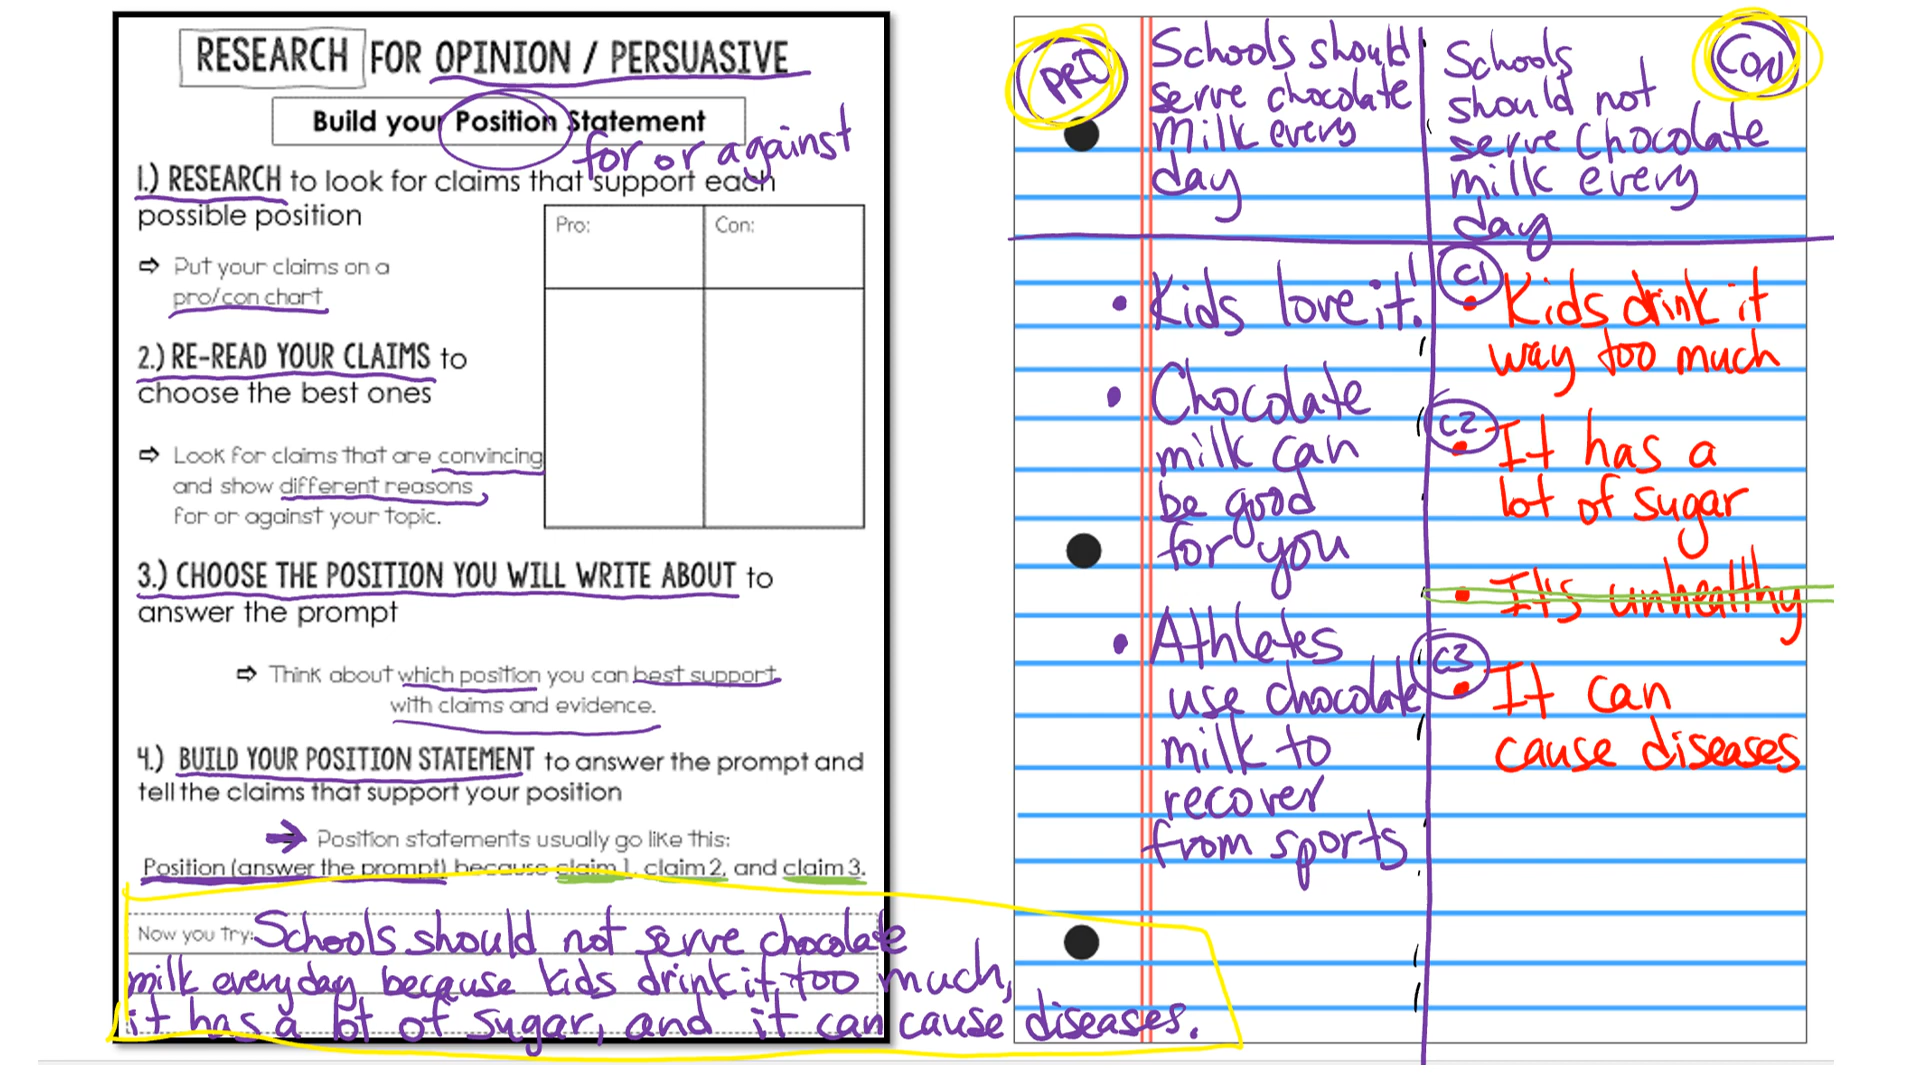 RESEARCH FOR OPINION / PERSUASIVE
Build your Position Statement
for or against
1.) RESEARCH to look for claims that support each
possible position
⇨ Put your claims on a
pro/con chart
Pro:
Con:
2.) RE-READ YOUR CLAIMS to
choose the best ones
⇨ Look for claims that are convincing
and show different reasons
for or against your topic.
3.) CHOOSE THE POSITION YOU WILL WRITE ABOUT to
answer the prompt
⇨ Think about which position you can best support
with claims and evidence.
4.) BUILD YOUR POSITION STATEMENT to answer the prompt and
tell the claims that support your position
→ Position statements usually go like this:
Position (answer the prompt) because claim 1, claim 2, and claim 3.
Now you try: Schools should not serve chocolate
milk everyday because kids drink it too much,
it has a lot of sugar, and it can cause diseases.
PRO
Schools should
serve chocolate
milk every
day
CON
Schools
should not
serve chocolate
milk every
day
• Kids love it!
• Chocolate
milk can
be good
for you
• Athletes
use chocolate
milk to
recover
from sports
C1
• Kids drink it
way too much
C2
• It has a
lot of sugar
• It's unhealthy
C3
• It can
cause diseases